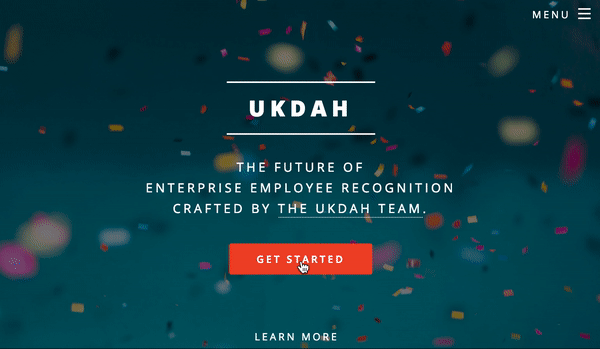 MENU
UKDAH
THE FUTURE OF
ENTERPRISE EMPLOYEE RECOGNITION
CRAFTED BY THE UKDAH TEAM.
GET STARTED
LEARN MORE